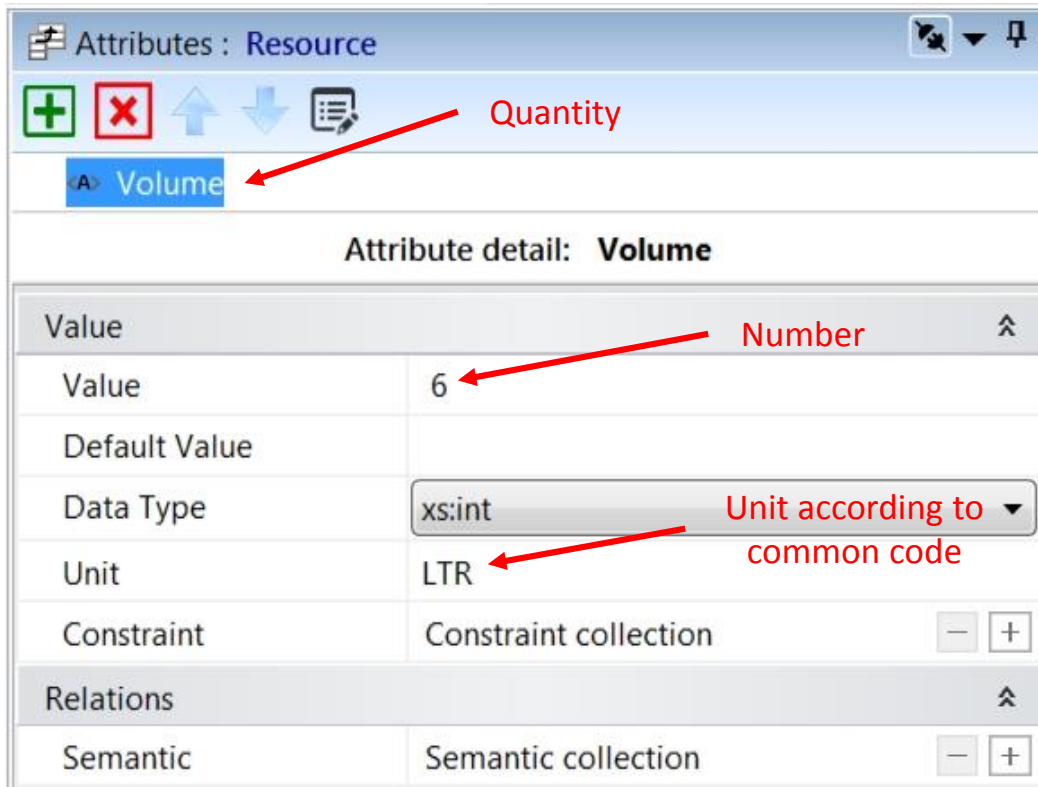 Attributes : Resource
Quantity
<A> Volume
Attribute detail: Volume
Value
Number
Value 6
Default Value
Data Type xs:int
Unit according to
common code
Unit LTR
Constraint Constraint collection
Relations
Semantic Semantic collection